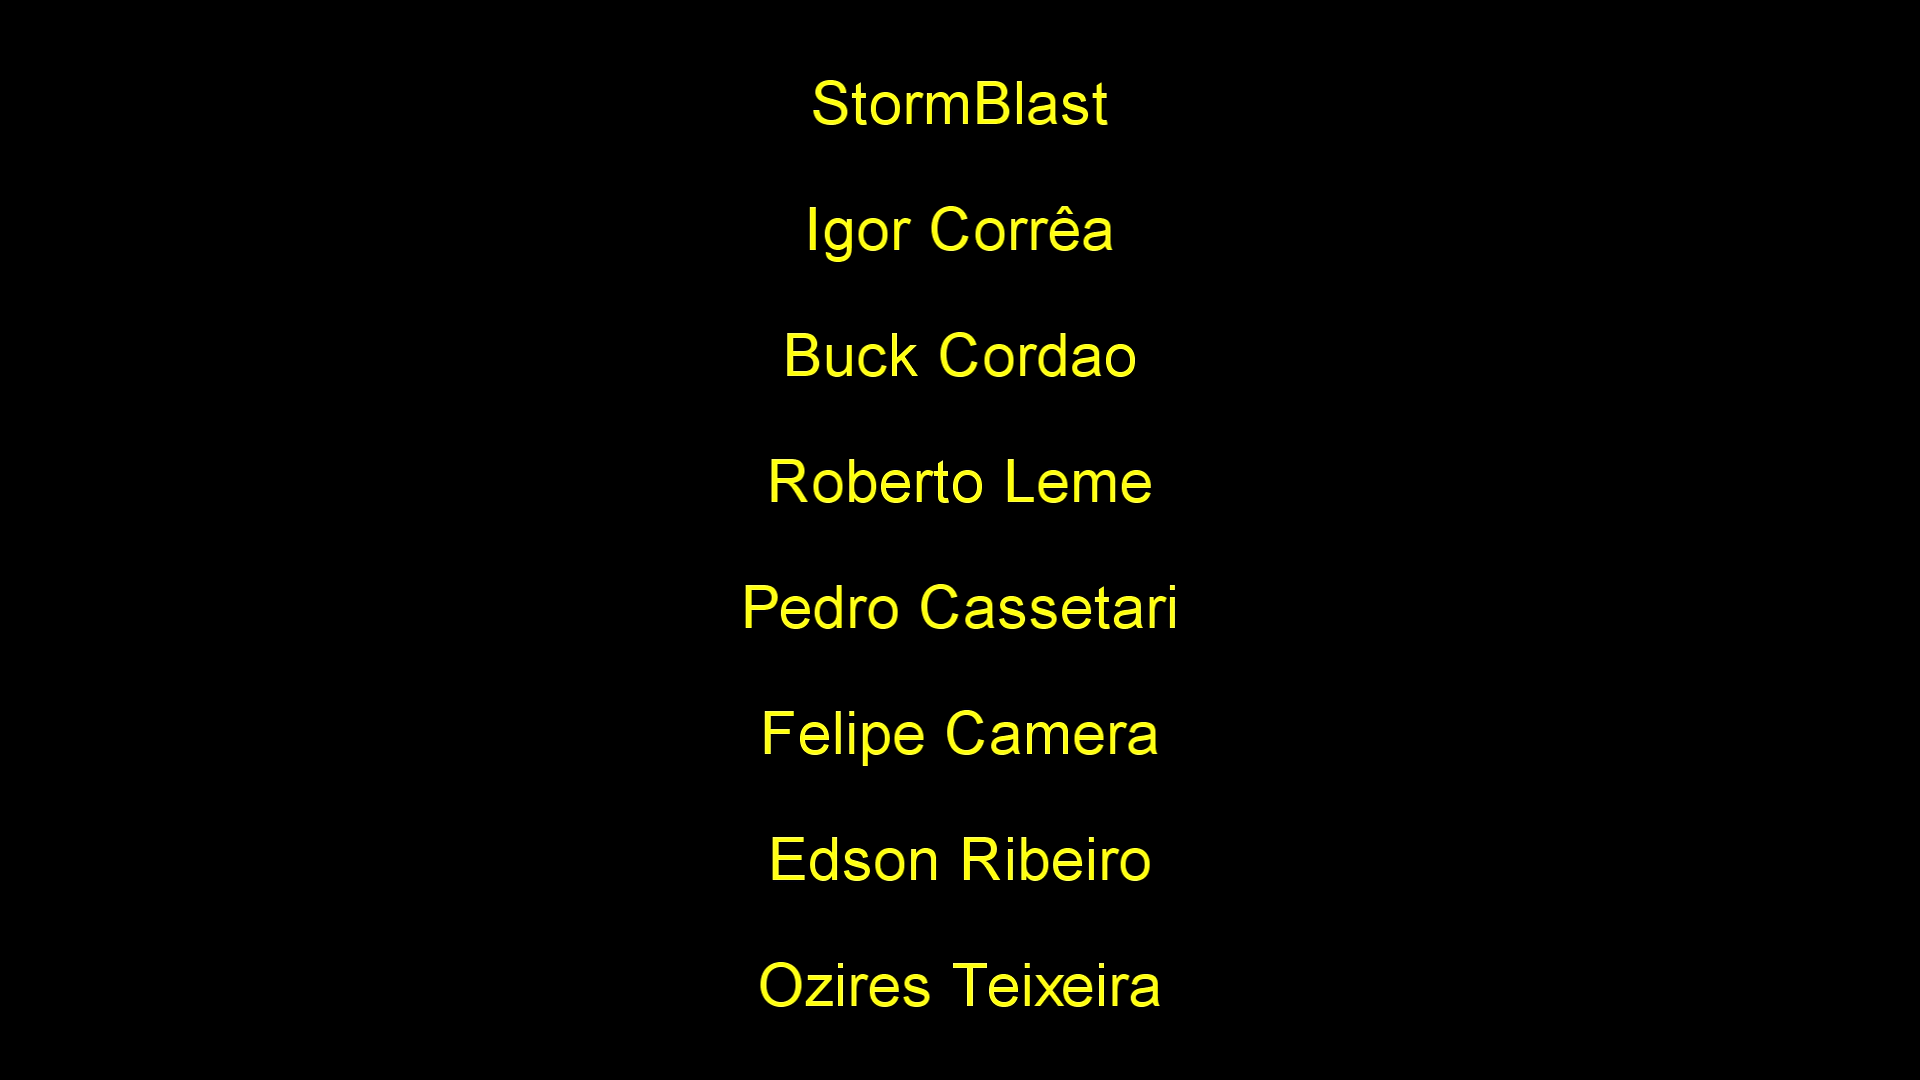 StormBlast
Igor Corrêa
Buck Cordao
Roberto Leme
Pedro Cassetari
Felipe Camera
Edson Ribeiro
Ozires Teixeira